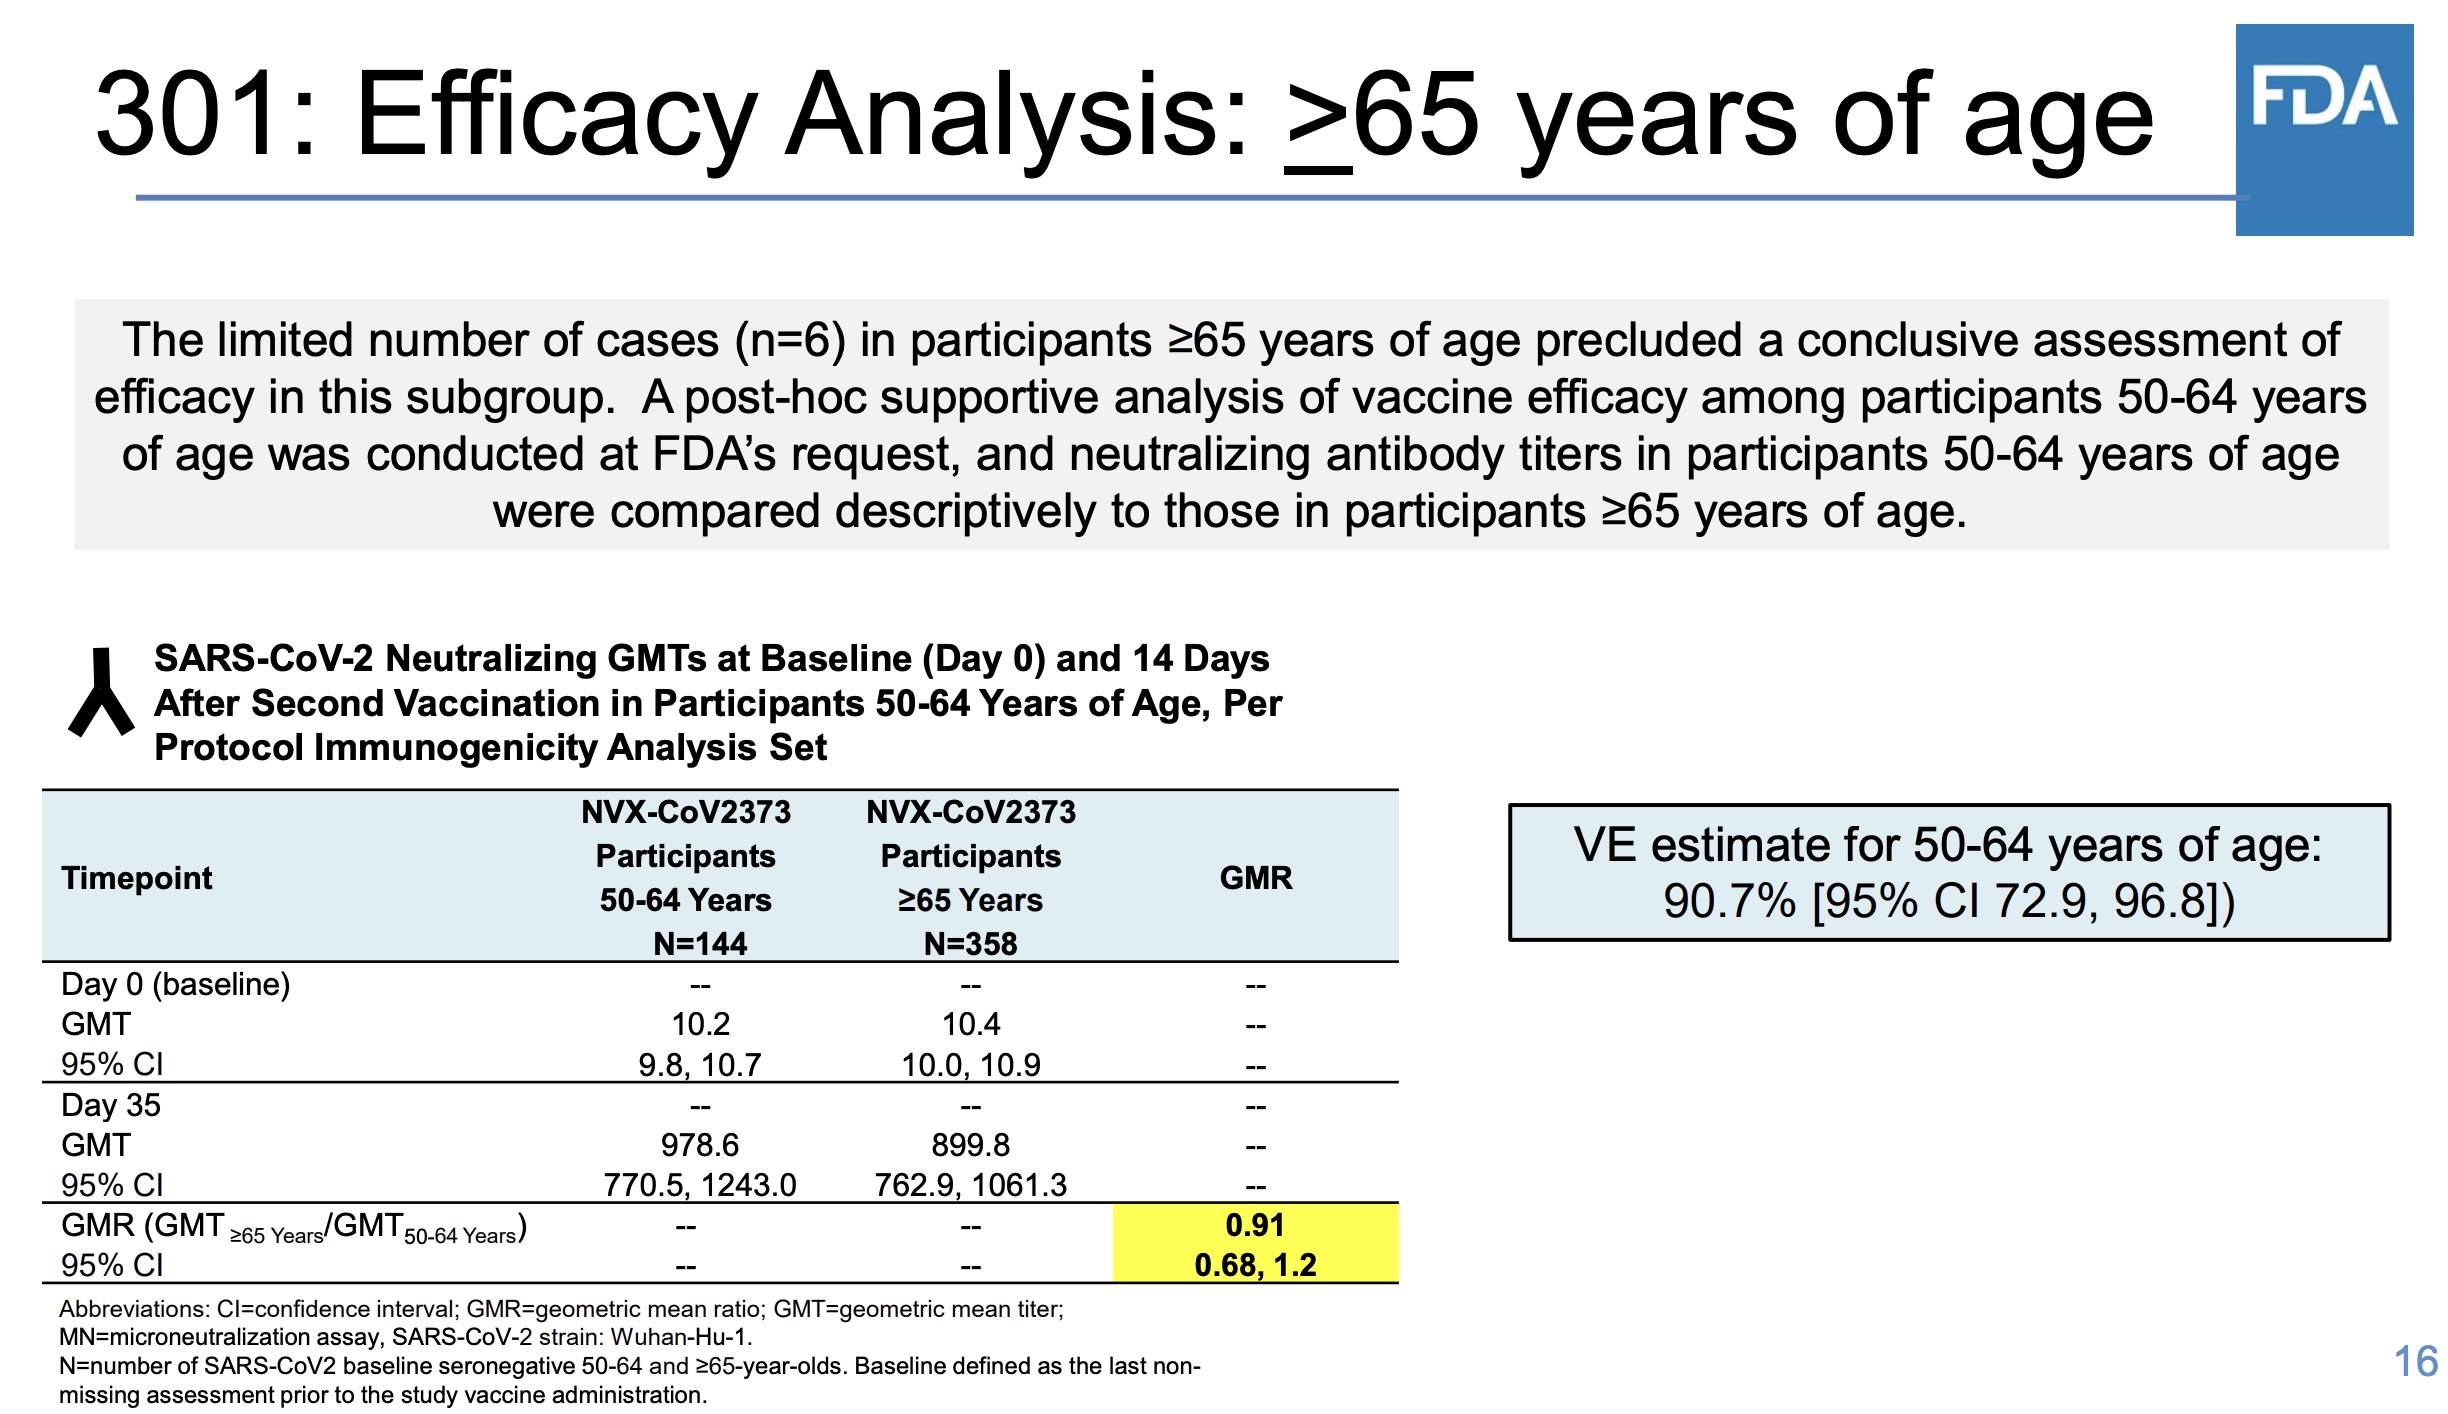 301: Efficacy Analysis: >65 years of age
FDA
The limited number of cases (n=6) in participants ≥65 years of age precluded a conclusive assessment of
efficacy in this subgroup.  A post-hoc supportive analysis of vaccine efficacy among participants 50-64 years
of age was conducted at FDA’s request, and neutralizing antibody titers in participants 50-64 years of age
were compared descriptively to those in participants ≥65 years of age.
SARS-CoV-2 Neutralizing GMTs at Baseline (Day 0) and 14 Days
After Second Vaccination in Participants 50-64 Years of Age, Per
Protocol Immunogenicity Analysis Set
Timepoint
NVX-CoV2373
Participants
50-64 Years
N=144
NVX-CoV2373
Participants
≥65 Years
N=358
GMR
Day 0 (baseline) -- -- --
GMT 10.2 10.4 --
95% CI 9.8, 10.7 10.0, 10.9 --
Day 35 -- -- --
GMT 978.6 899.8 --
95% CI 770.5, 1243.0 762.9, 1061.3 --
GMR (GMT ≥65 Years/GMT50-64 Years) -- -- 0.91
95% CI -- -- 0.68, 1.2
VE estimate for 50-64 years of age:
90.7% [95% CI 72.9, 96.8])
Abbreviations: CI=confidence interval; GMR=geometric mean ratio; GMT=geometric mean titer;
MN=microneutralization assay, SARS-CoV-2 strain: Wuhan-Hu-1.
N=number of SARS-CoV2 baseline seronegative 50-64 and ≥65-year-olds. Baseline defined as the last non-
missing assessment prior to the study vaccine administration.
16